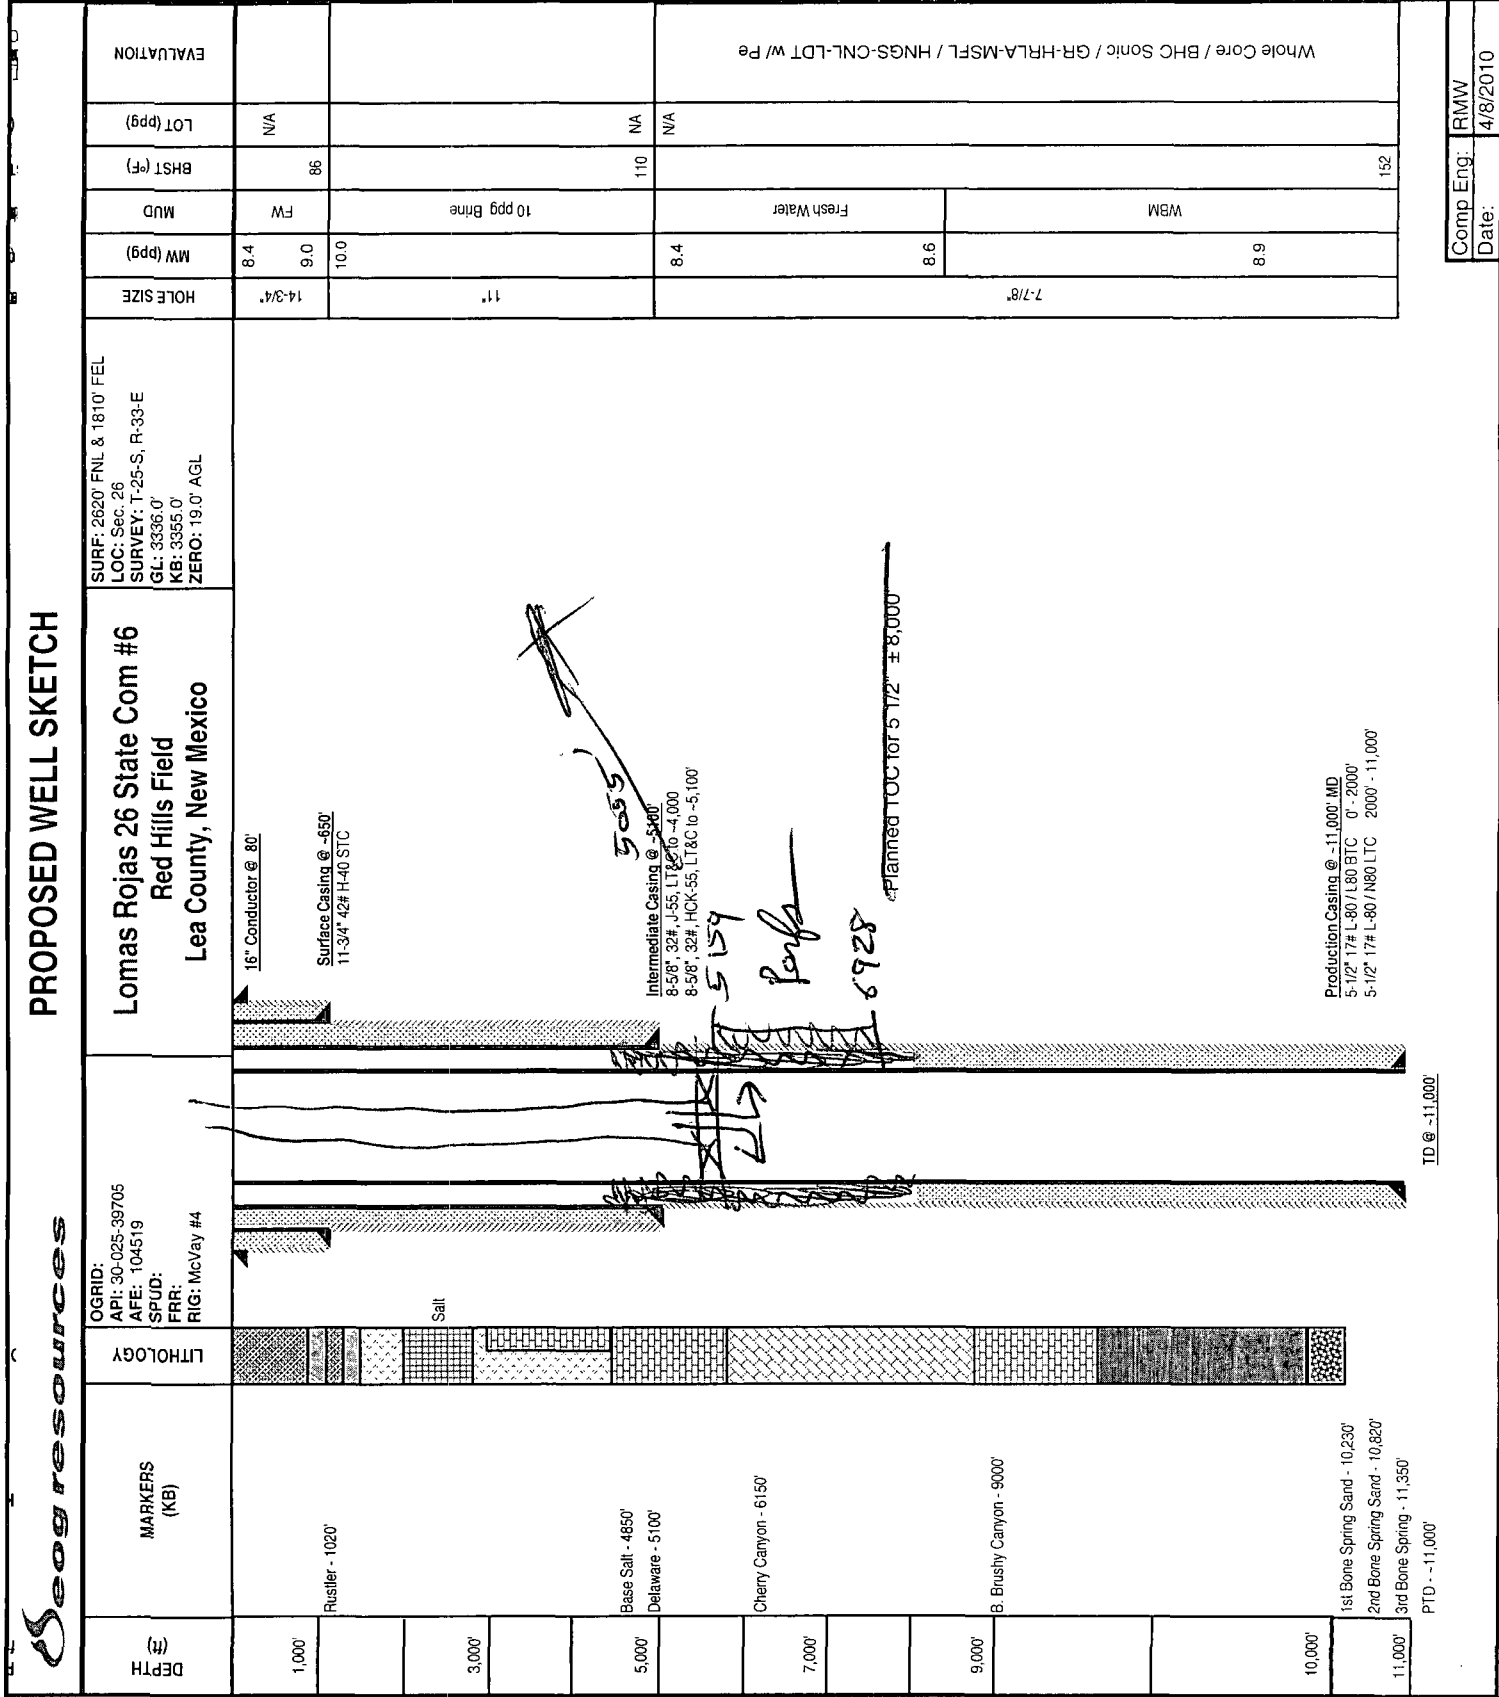 PROPOSED WELL SKETCH
eog resources
OGRID:
API: 30-025-39705
AFE: 104519
SPUD:
FRR:
RIG: McVay #4
Lomas Rojas 26 State Com #6
Red Hills Field
Lea County, New Mexico
SURF: 2620' FNL & 1810' FEL
LOC: Sec. 26
SURVEY: T-25-S, R-33-E
GL: 3336.0'
KB: 3355.0'
ZERO: 19.0' AGL
DEPTH
(ft)
MARKERS
(KB)
LITHOLOGY
HOLE SIZE
MW (ppg)
MUD
BHST (°F)
LOT (ppg)
EVALUATION
1,000'
3,000'
5,000'
7,000'
9,000'
10,000'
11,000'
Rustler - 1020'
Base Salt - 4850'
Delaware - 5100'
Cherry Canyon - 6150'
B. Brushy Canyon - 9000'
1st Bone Spring Sand - 10,230'
2nd Bone Spring Sand - 10,820'
3rd Bone Spring - 11,350'
PTD - ~11,000'
Salt
16" Conductor @ 80'
Surface Casing @ ~650'
11-3/4" 42# H-40 STC
5055'
Intermediate Casing @ ~5100'
8-5/8", 32#, J-55, LT&C to ~4,000
8-5/8", 32#, HCK-55, LT&C to ~5,100'
5159
Perfs
6928
Planned TOC for 5-1/2" ± 8,000'
Production Casing @ ~11,000' MD
5-1/2" 17# L-80 / L80 BTC 0' - 2000'
5-1/2" 17# L-80 / N80 LTC 2000' - 11,000'
TD @ ~11,000'
14-3/4"
11"
7-7/8"
8.4
9.0
10.0
8.4
8.6
8.9
FW
10 ppg Brine
Fresh Water
WBM
86
110
152
N/A
NA
N/A
Whole Core / BHC Sonic / GR-HRLA-MSFL / HNGS-CNL-LDT w/ Pe
Comp Eng: RMW
Date: 4/8/2010